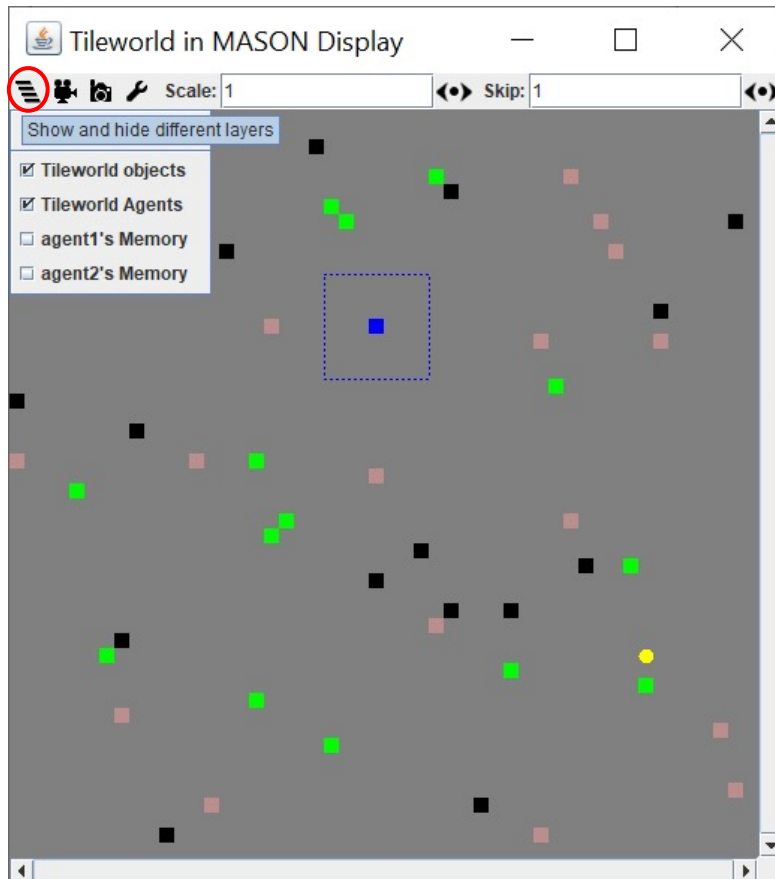 Tileworld in MASON Display
Scale: 1 Skip: 1
Show and hide different layers
Tileworld objects
Tileworld Agents
agent1's Memory
agent2's Memory